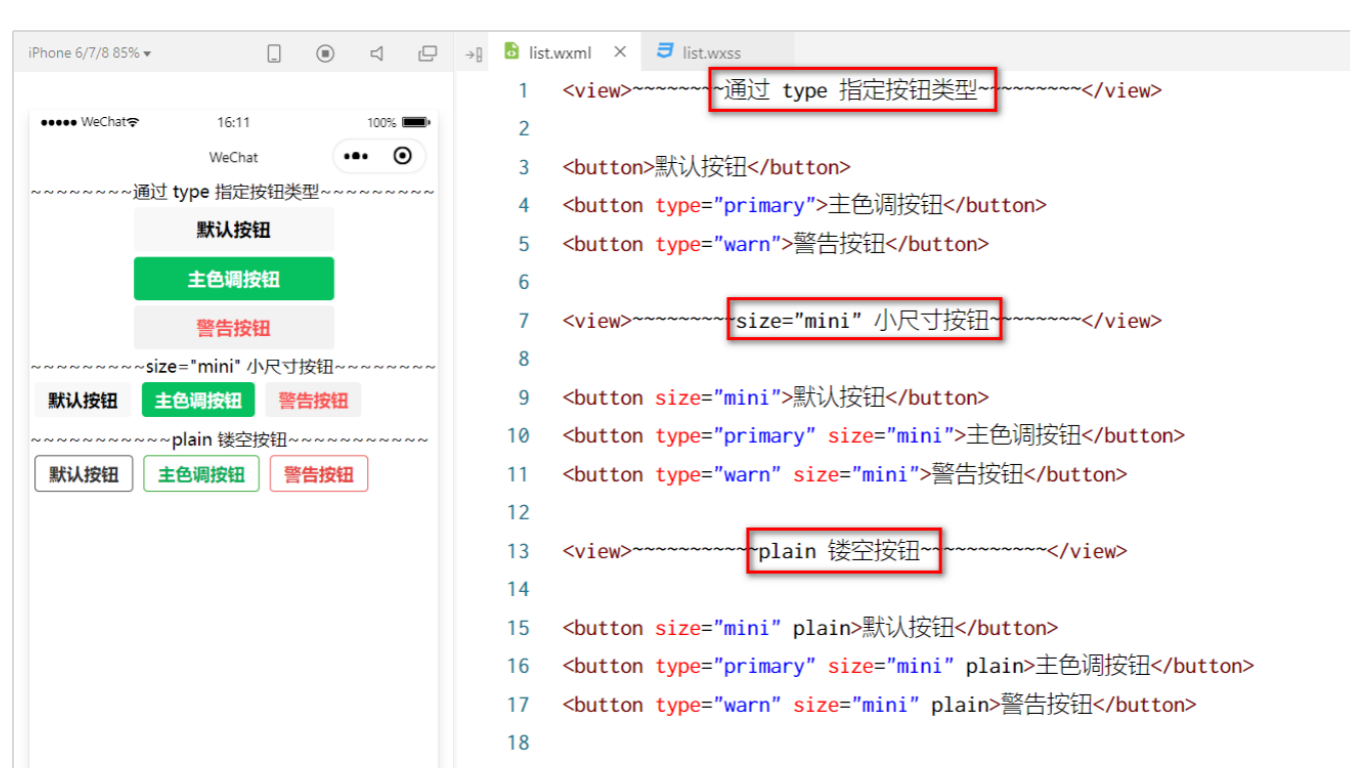 iPhone 6/7/8 85%
list.wxml
list.wxss
WeChat 16:11 100%
WeChat
~~~~~~~~通过 type 指定按钮类型~~~~~~~~~
默认按钮
主色调按钮
警告按钮
~~~~~~~~~size="mini" 小尺寸按钮~~~~~~~~
默认按钮 主色调按钮 警告按钮
~~~~~~~~~~~plain 镂空按钮~~~~~~~~~~~
默认按钮 主色调按钮 警告按钮
1 <view>~~~~~~~~通过 type 指定按钮类型~~~~~~~~~</view>
2
3 <button>默认按钮</button>
4 <button type="primary">主色调按钮</button>
5 <button type="warn">警告按钮</button>
6
7 <view>~~~~~~~~~size="mini" 小尺寸按钮~~~~~~~~</view>
8
9 <button size="mini">默认按钮</button>
10 <button type="primary" size="mini">主色调按钮</button>
11 <button type="warn" size="mini">警告按钮</button>
12
13 <view>~~~~~~~~~~~plain 镂空按钮~~~~~~~~~~~</view>
14
15 <button size="mini" plain>默认按钮</button>
16 <button type="primary" size="mini" plain>主色调按钮</button>
17 <button type="warn" size="mini" plain>警告按钮</button>
18